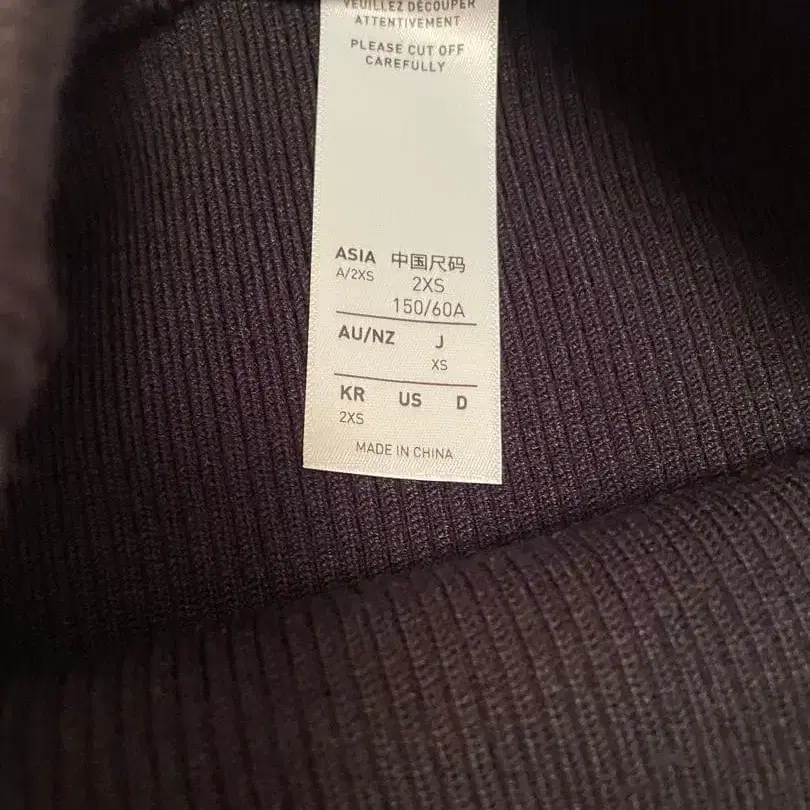 VEUILLEZ DÉCOUPER
ATTENTIVEMENT
PLEASE CUT OFF
CAREFULLY
ASIA 中国尺码
A/2XS 2XS
150/60A
AU/NZ J
XS
KR US D
2XS
MADE IN CHINA